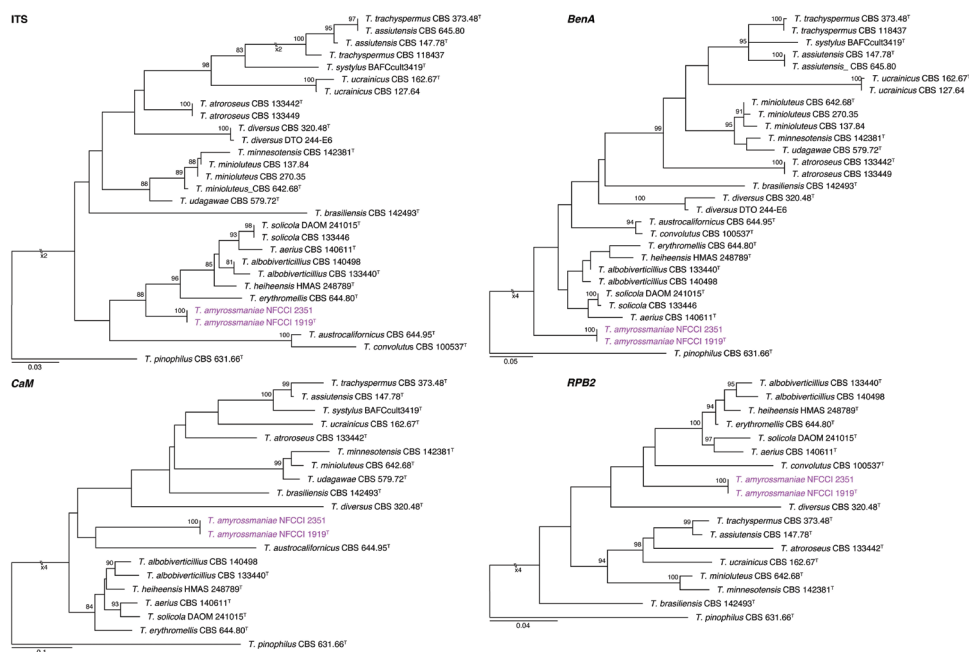 ITS
97
T. trachyspermus CBS 373.48ᵀ
95
T. assiutensis CBS 645.80
100
T. assiutensis CBS 147.78ᵀ
x2
T. trachyspermus CBS 118437
83
T. systylus BAFCcult3419ᵀ
98
T. ucrainicus CBS 162.67ᵀ
100
T. ucrainicus CBS 127.64
100
T. atroroseus CBS 133442ᵀ
T. atroroseus CBS 133449
T. diversus CBS 320.48ᵀ
100
T. diversus DTO 244-E6
T. minnesotensis CBS 142381ᵀ
88
T. minioluteus CBS 137.84
89
T. minioluteus CBS 270.35
88
T. minioluteus_CBS 642.68ᵀ
T. udagawae CBS 579.72ᵀ
T. brasiliensis CBS 142493ᵀ
98
T. solicola DAOM 241015ᵀ
93
T. solicola CBS 133446
T. aerius CBS 140611ᵀ
x2
85
81
T. albobiverticillius CBS 140498
T. albobiverticillius CBS 133440ᵀ
96
T. heiheensis HMAS 248789ᵀ
88
T. erythromellis CBS 644.80ᵀ
100
T. amyrossmaniae NFCCI 2351
T. amyrossmaniae NFCCI 1919ᵀ
T. austrocalifornicus CBS 644.95ᵀ
100
T. convolutus CBS 100537ᵀ
T. pinophilus CBS 631.66ᵀ
0.03
BenA
100
T. trachyspermus CBS 373.48ᵀ
T. trachyspermus CBS 118437
95
T. systylus BAFCcult3419ᵀ
T. assiutensis CBS 147.78ᵀ
100
T. assiutensis_ CBS 645.80
T. ucrainicus CBS 162.67ᵀ
100
T. ucrainicus CBS 127.64
T. minioluteus CBS 642.68ᵀ
91
T. minioluteus CBS 270.35
95
T. minioluteus CBS 137.84
99
T. minnesotensis CBS 142381ᵀ
T. udagawae CBS 579.72ᵀ
100
T. atroroseus CBS 133442ᵀ
T. atroroseus CBS 133449
T. brasiliensis CBS 142493ᵀ
T. diversus CBS 320.48ᵀ
100
T. diversus DTO 244-E6
94
T. austrocalifornicus CBS 644.95ᵀ
T. convolutus CBS 100537ᵀ
T. erythromellis CBS 644.80ᵀ
T. heiheensis HMAS 248789ᵀ
T. albobiverticillius CBS 133440ᵀ
T. albobiverticillius CBS 140498
x4
100
T. solicola DAOM 241015ᵀ
T. solicola CBS 133446
T. aerius CBS 140611ᵀ
100
T. amyrossmaniae NFCCI 2351
T. amyrossmaniae NFCCI 1919ᵀ
T. pinophilus CBS 631.66ᵀ
0.05
CaM
99
T. trachyspermus CBS 373.48ᵀ
100
T. assiutensis CBS 147.78ᵀ
T. systylus BAFCcult3419ᵀ
T. ucrainicus CBS 162.67ᵀ
T. atroroseus CBS 133442ᵀ
T. minnesotensis CBS 142381ᵀ
99
T. minioluteus CBS 642.68ᵀ
T. udagawae CBS 579.72ᵀ
T. brasiliensis CBS 142493ᵀ
T. diversus CBS 320.48ᵀ
100
T. amyrossmaniae NFCCI 2351
T. amyrossmaniae NFCCI 1919ᵀ
T. austrocalifornicus CBS 644.95ᵀ
x4
90
T. albobiverticillius CBS 140498
T. albobiverticillius CBS 133440ᵀ
T. heiheensis HMAS 248789ᵀ
84
93
T. aerius CBS 140611ᵀ
T. solicola DAOM 241015ᵀ
T. erythromellis CBS 644.80ᵀ
T. pinophilus CBS 631.66ᵀ
0.1
RPB2
95
T. albobiverticillius CBS 133440ᵀ
T. albobiverticillius CBS 140498
94
T. heiheensis HMAS 248789ᵀ
100
T. erythromellis CBS 644.80ᵀ
97
T. solicola DAOM 241015ᵀ
T. aerius CBS 140611ᵀ
T. convolutus CBS 100537ᵀ
100
T. amyrossmaniae NFCCI 2351
T. amyrossmaniae NFCCI 1919ᵀ
T. diversus CBS 320.48ᵀ
99
T. trachyspermus CBS 373.48ᵀ
98
T. assiutensis CBS 147.78ᵀ
T. atroroseus CBS 133442ᵀ
94
T. ucrainicus CBS 162.67ᵀ
x4
100
T. minioluteus CBS 642.68ᵀ
T. minnesotensis CBS 142381ᵀ
T. brasiliensis CBS 142493ᵀ
T. pinophilus CBS 631.66ᵀ
0.04